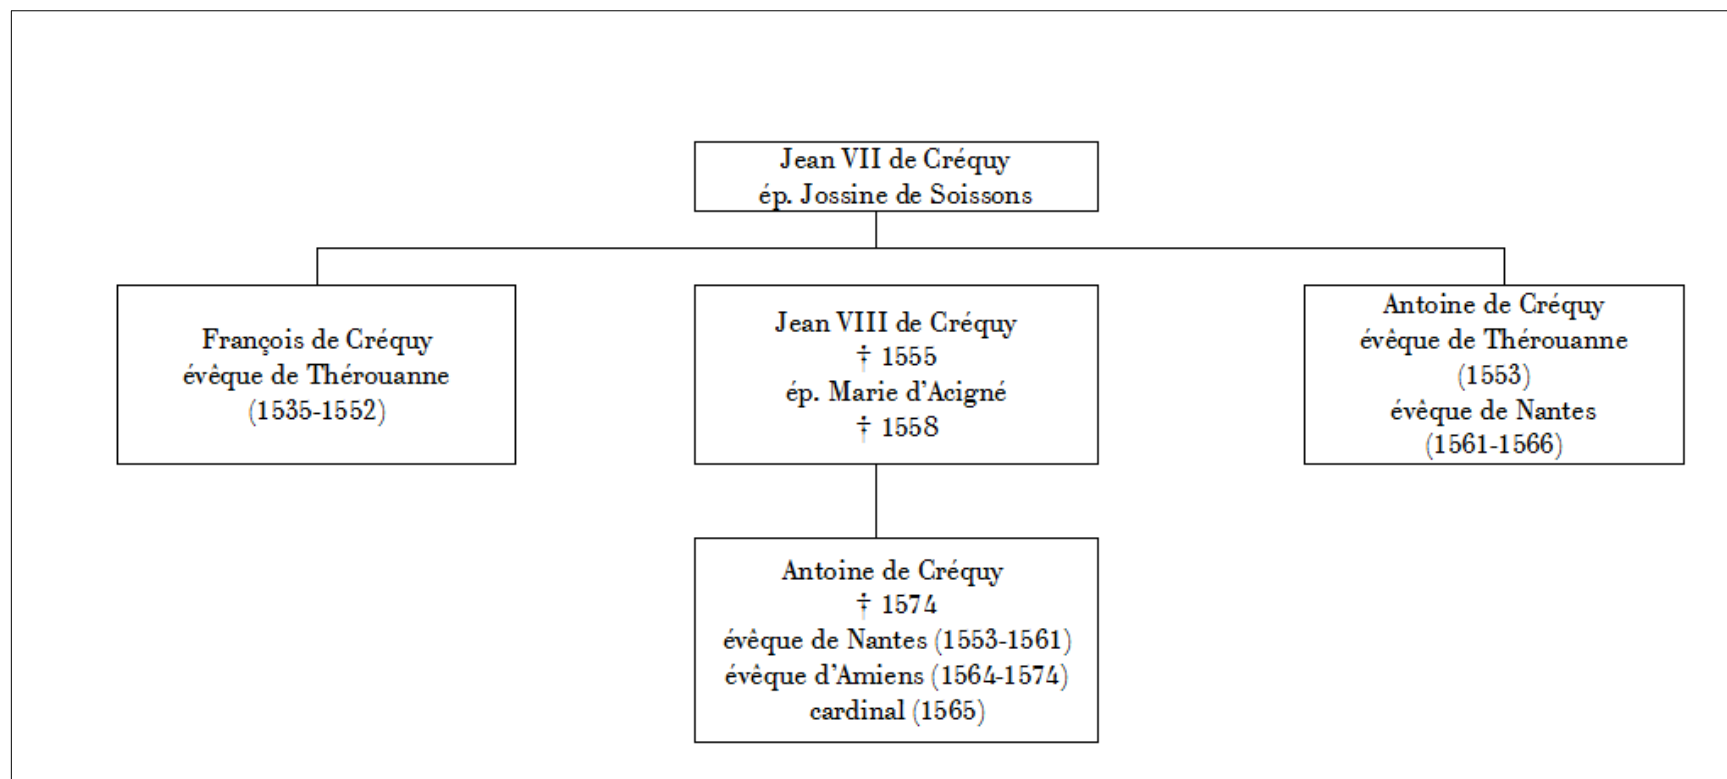 Jean VII de Créquy
ép. Jossine de Soissons
François de Créquy
évêque de Thérouanne
(1535-1552)
Jean VIII de Créquy
† 1555
ép. Marie d’Acigné
† 1558
Antoine de Créquy
évêque de Thérouanne
(1553)
évêque de Nantes
(1561-1566)
Antoine de Créquy
† 1574
évêque de Nantes (1553-1561)
évêque d’Amiens (1564-1574)
cardinal (1565)